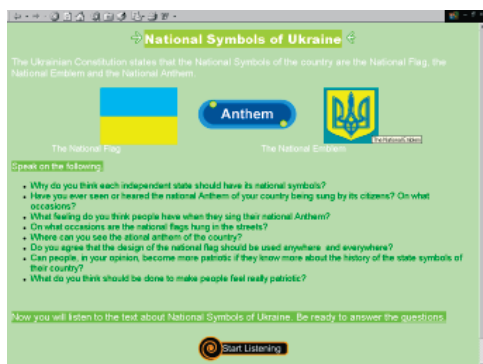 National Symbols of Ukraine
The Ukrainian Constitution states that the National Symbols of the country are the National Flag, the
National Emblem and the National Anthem.
Anthem
The National Flag
The National Emblem
The National Emblem
Speak on the following:
Why do you think each independent state should have its national symbols?
Have you ever seen or heared the national Anthem of your country being sung by its citizens? On what
occasions?
What feeling do you think people have when they sing their national Anthem?
On what occasions are the national flags hung in the streets?
Where can you see the ational anthem of the country?
Do you agree that the design of the national flag should be used anywhere and everywhere?
Can people, in your opinion, become more patriotic if they know more about the history of the state symbols of
their country?
What do you think should be done to make people feel really patriotic?
Now you will listen to the text about National Symbols of Ukraine. Be ready to answer the questions.
Start Listening